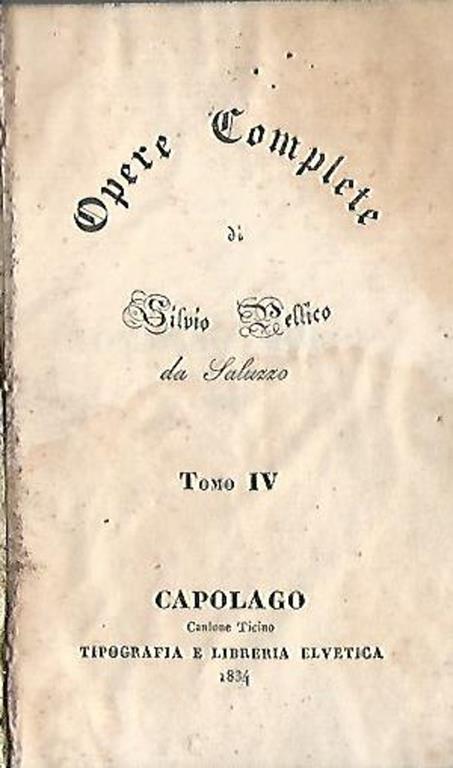 Opere Complete
di
Silvio Pellico
da Saluzzo
Tomo IV
CAPOLAGO
Cantone Ticino
TIPOGRAFIA E LIBRERIA ELVETICA
1834